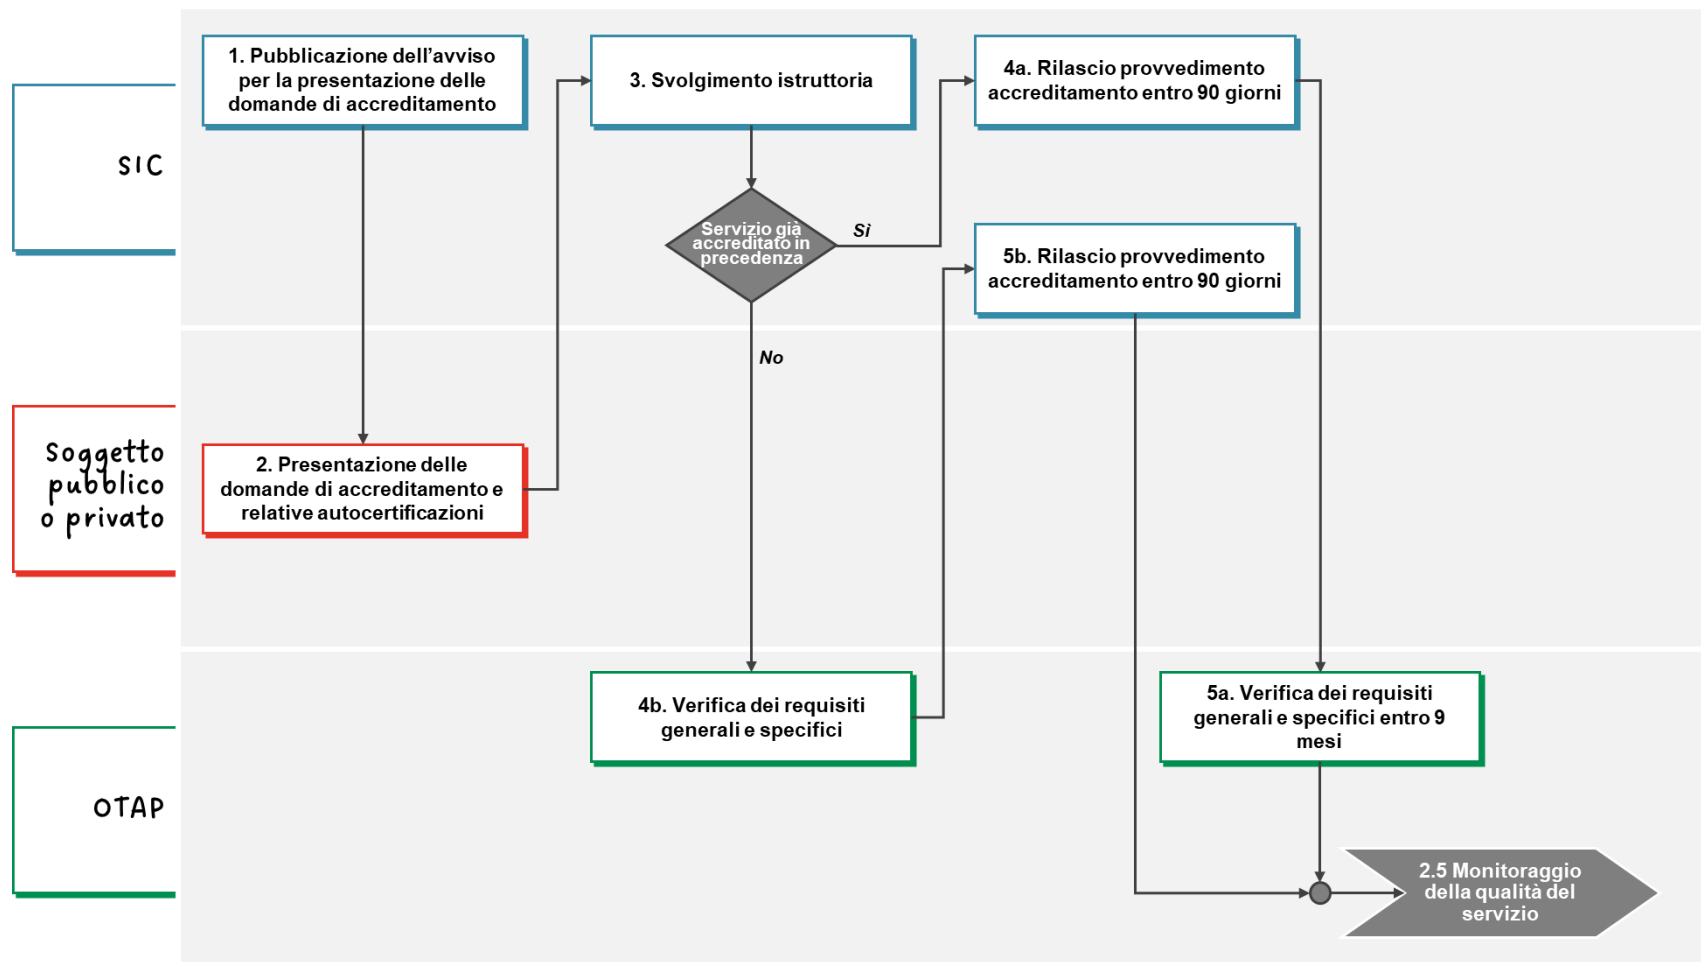 SIC
1. Pubblicazione dell’avviso
per la presentazione delle
domande di accreditamento
3. Svolgimento istruttoria
4a. Rilascio provvedimento
accreditamento entro 90 giorni
Servizio già
accreditato in
precedenza
Sì
5b. Rilascio provvedimento
accreditamento entro 90 giorni
No
Soggetto
pubblico
o privato
2. Presentazione delle
domande di accreditamento e
relative autocertificazioni
OTAP
4b. Verifica dei requisiti
generali e specifici
5a. Verifica dei requisiti
generali e specifici entro 9
mesi
2.5 Monitoraggio
della qualità del
servizio